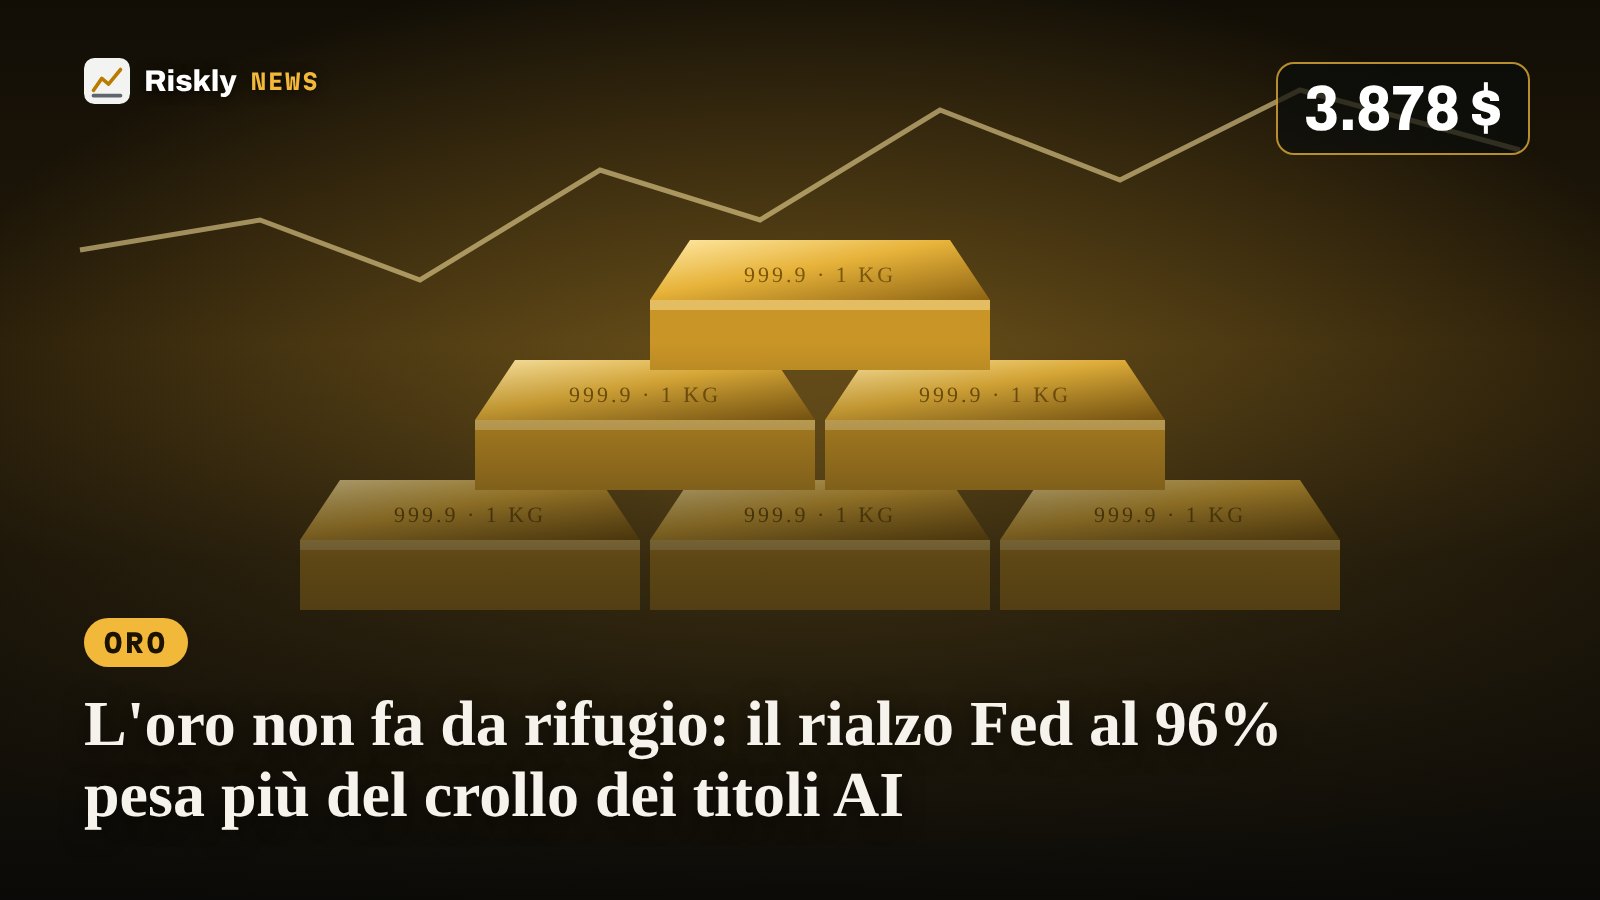 Riskly NEWS
3.878 $
999.9 · 1 KG
999.9 · 1 KG
999.9 · 1 KG
999.9 · 1 KG
999.9 · 1 KG
999.9 · 1 KG
ORO
L'oro non fa da rifugio: il rialzo Fed al 96%
pesa più del crollo dei titoli AI